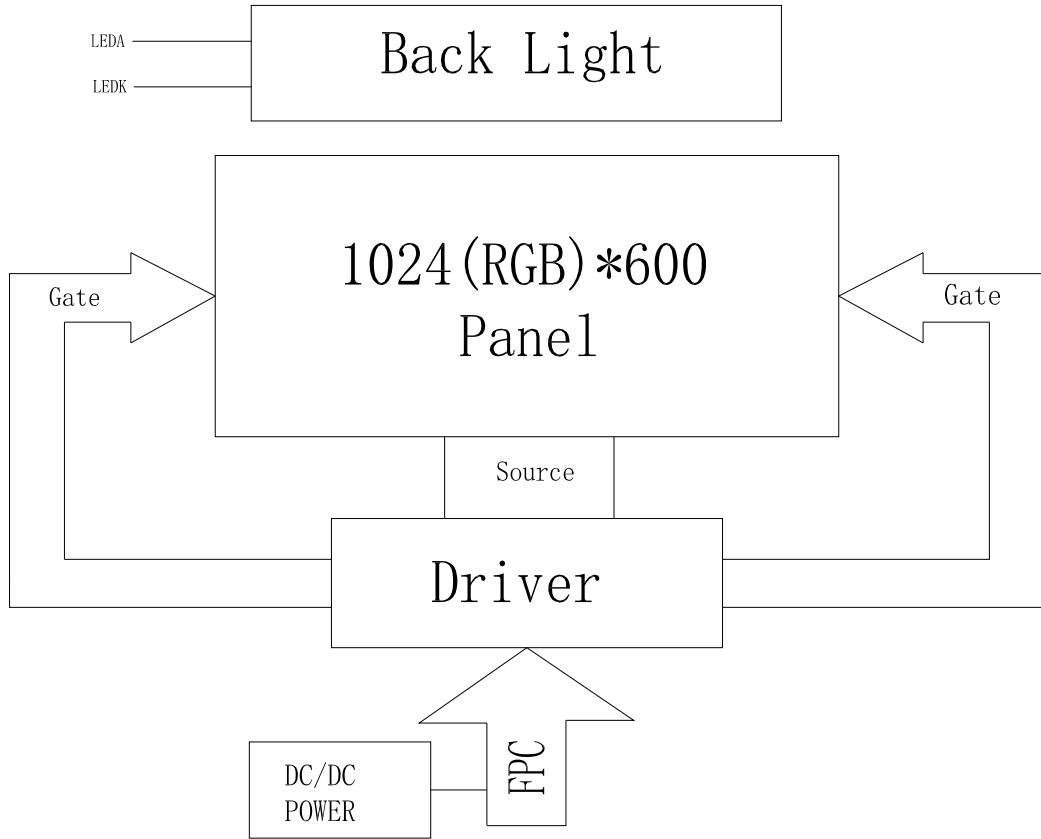 LEDA
LEDK
Back Light
1024(RGB)*600
Panel
Gate
Gate
Source
Driver
FPC
DC/DC
POWER